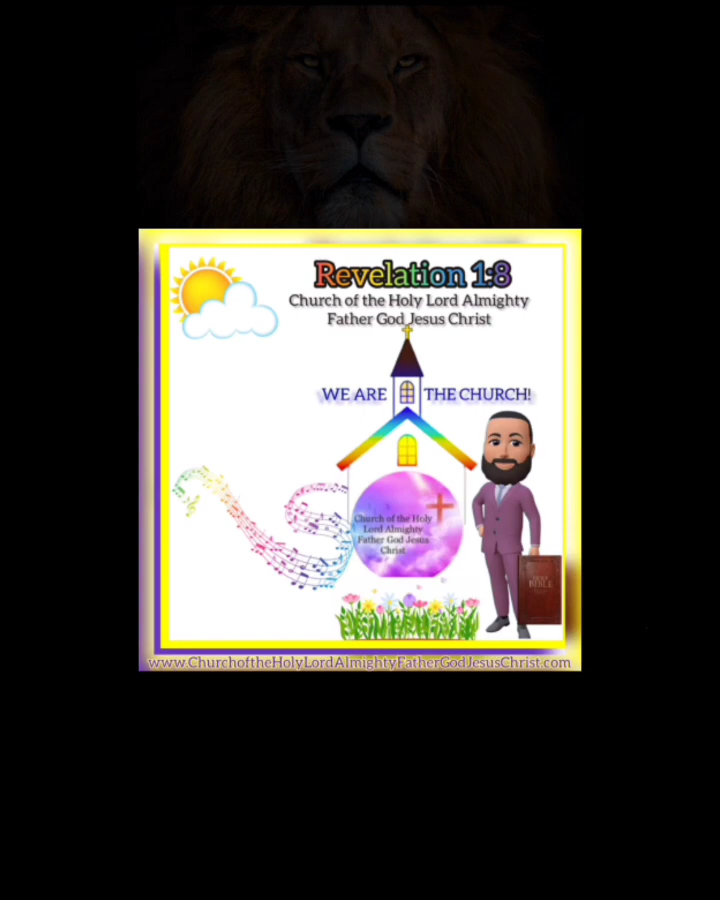 Revelation 1:8
Church of the Holy Lord Almighty
Father God Jesus Christ
WE ARE THE CHURCH!
Church of the Holy
Lord Almighty
Father God Jesus
Christ
HOLY
BIBLE
www.ChurchoftheHolyLordAlmightyFatherGodJesusChrist.com